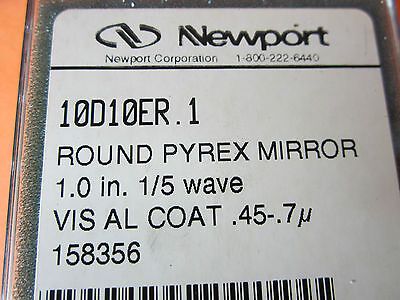 Newport
Newport Corporation 1-800-222-6440
10D10ER.1
ROUND PYREX MIRROR
1.0 in. 1/5 wave
VIS AL COAT .45-.7μ
158356